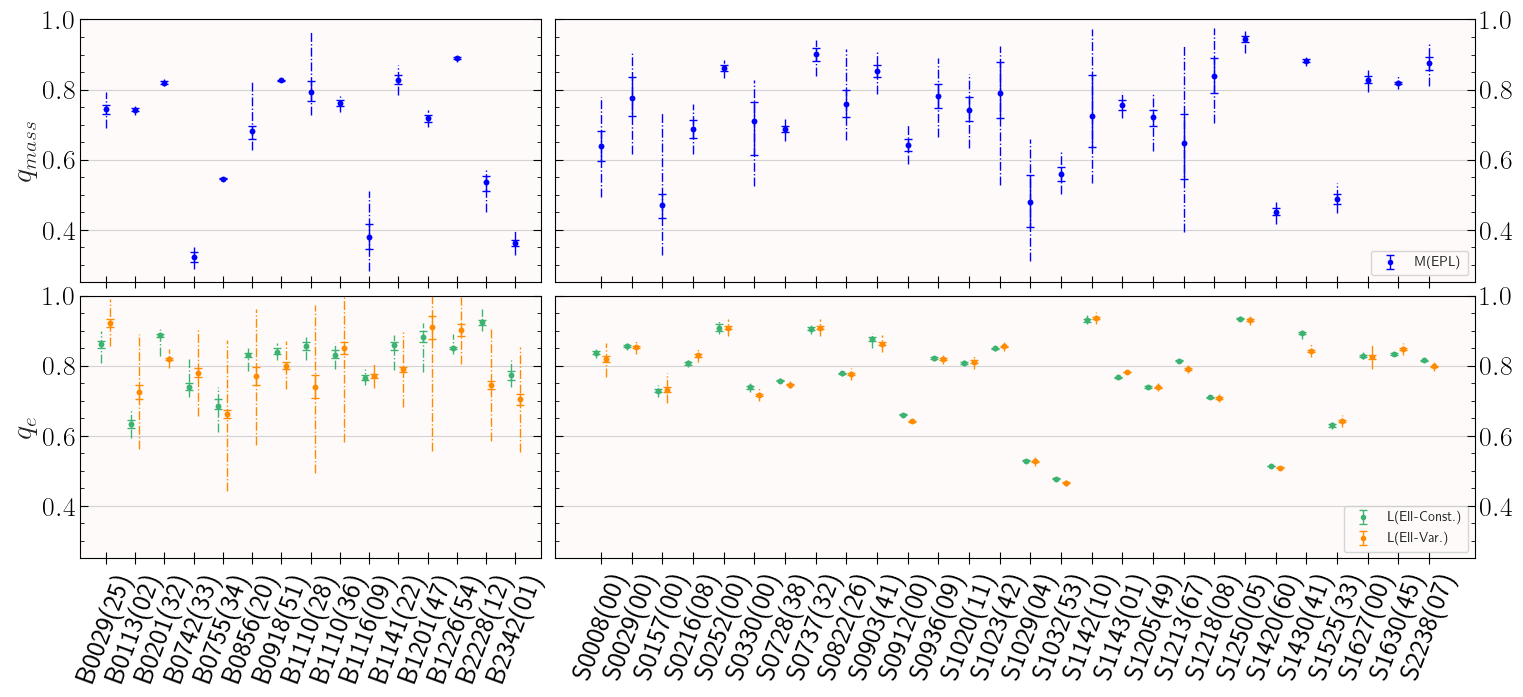 1.0
0.8
0.6
0.4
q_{mass}
1.0
0.8
0.6
0.4
M(EPL)
1.0
0.8
0.6
0.4
q_e
1.0
0.8
0.6
0.4
L(Ell-Const.)
L(Ell-Var.)
B0029(25)
B0113(02)
B0201(32)
B0742(33)
B0755(34)
B0856(20)
B0918(51)
B1110(28)
B1110(36)
B1116(09)
B1141(22)
B1201(47)
B1226(54)
B2228(12)
B2342(01)
S0008(00)
S0029(00)
S0157(00)
S0216(08)
S0252(00)
S0330(00)
S0728(38)
S0737(32)
S0822(26)
S0903(41)
S0912(00)
S0936(09)
S1020(11)
S1023(42)
S1029(04)
S1032(53)
S1142(10)
S1143(01)
S1205(49)
S1213(67)
S1218(08)
S1250(05)
S1420(60)
S1430(41)
S1525(33)
S1627(00)
S1630(45)
S2238(07)